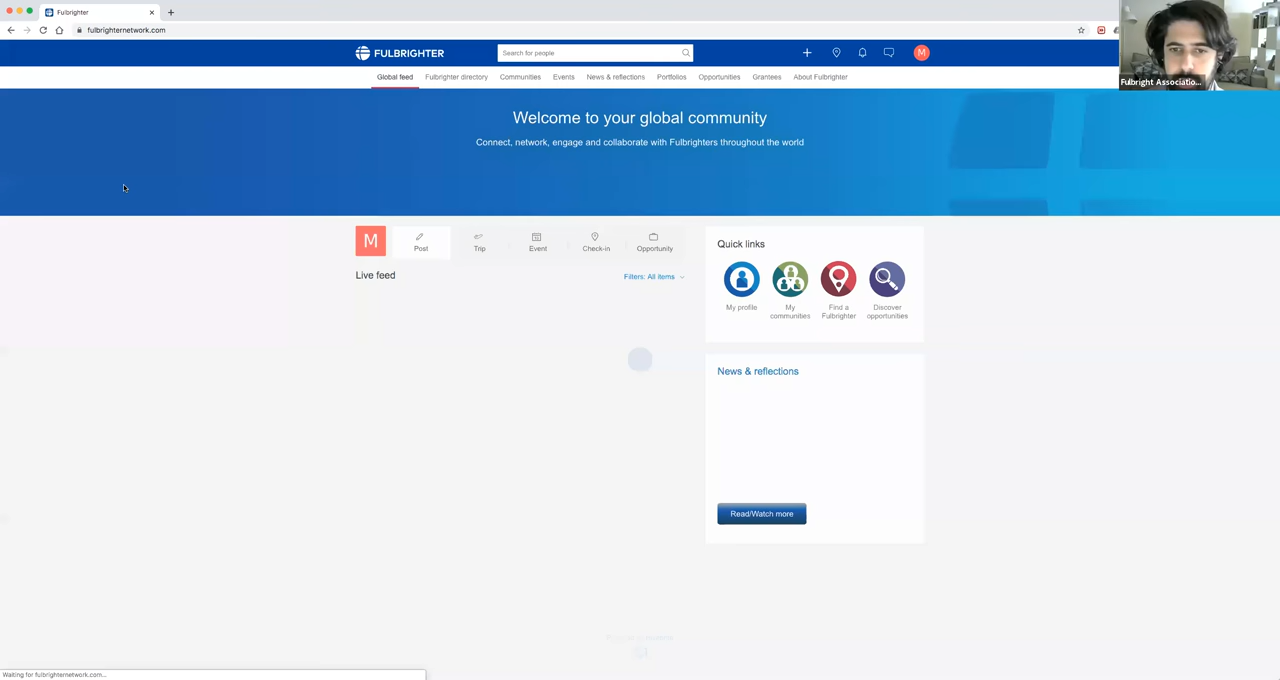 Fulbrighter
fulbrighternetwork.com
FULBRIGHTER
Search for people
M
Global feed
Fulbrighter directory
Communities
Events
News & reflections
Portfolios
Opportunities
Grantees
About Fulbrighter
Fulbright Associatio...
Welcome to your global community
Connect, network, engage and collaborate with Fulbrighters throughout the world
M
Post
Trip
Event
Check-in
Opportunity
Live feed
Filters: All items
Quick links
My profile
My
communities
Find a
Fulbrighter
Discover
opportunities
News & reflections
Read/Watch more
Waiting for fulbrighternetwork.com...